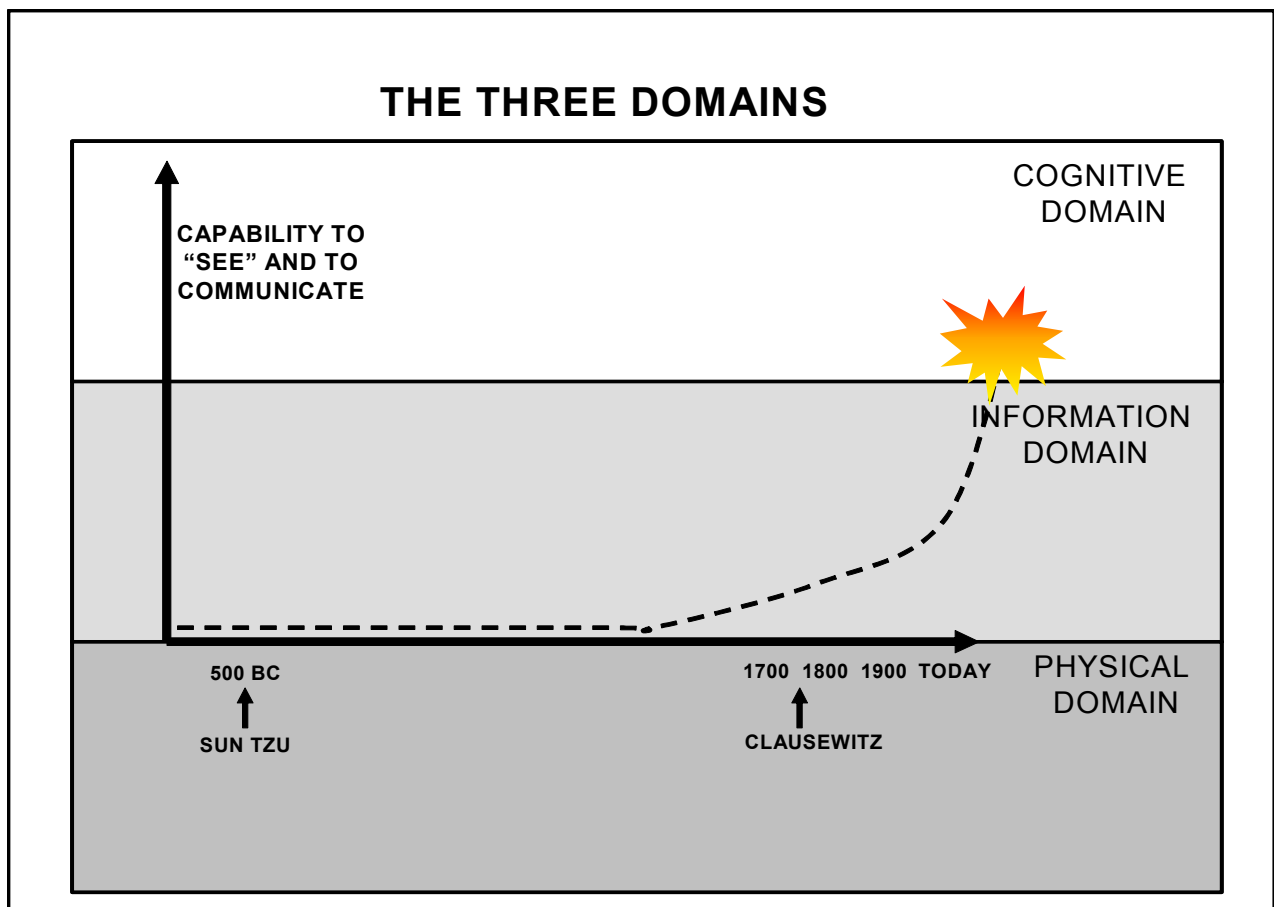 THE THREE DOMAINS
COGNITIVE
DOMAIN
CAPABILITY TO
“SEE” AND TO
COMMUNICATE
INFORMATION
DOMAIN
PHYSICAL
DOMAIN
500 BC
1700 1800 1900 TODAY
SUN TZU
CLAUSEWITZ